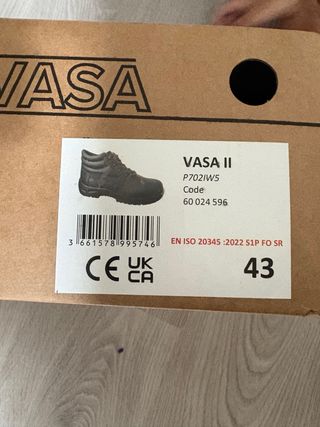 VASA
VASA II
P702IW5
Code
60 024 596
3 661578 995746
EN ISO 20345 :2022 S1P FO SR
CE UK
CA
43